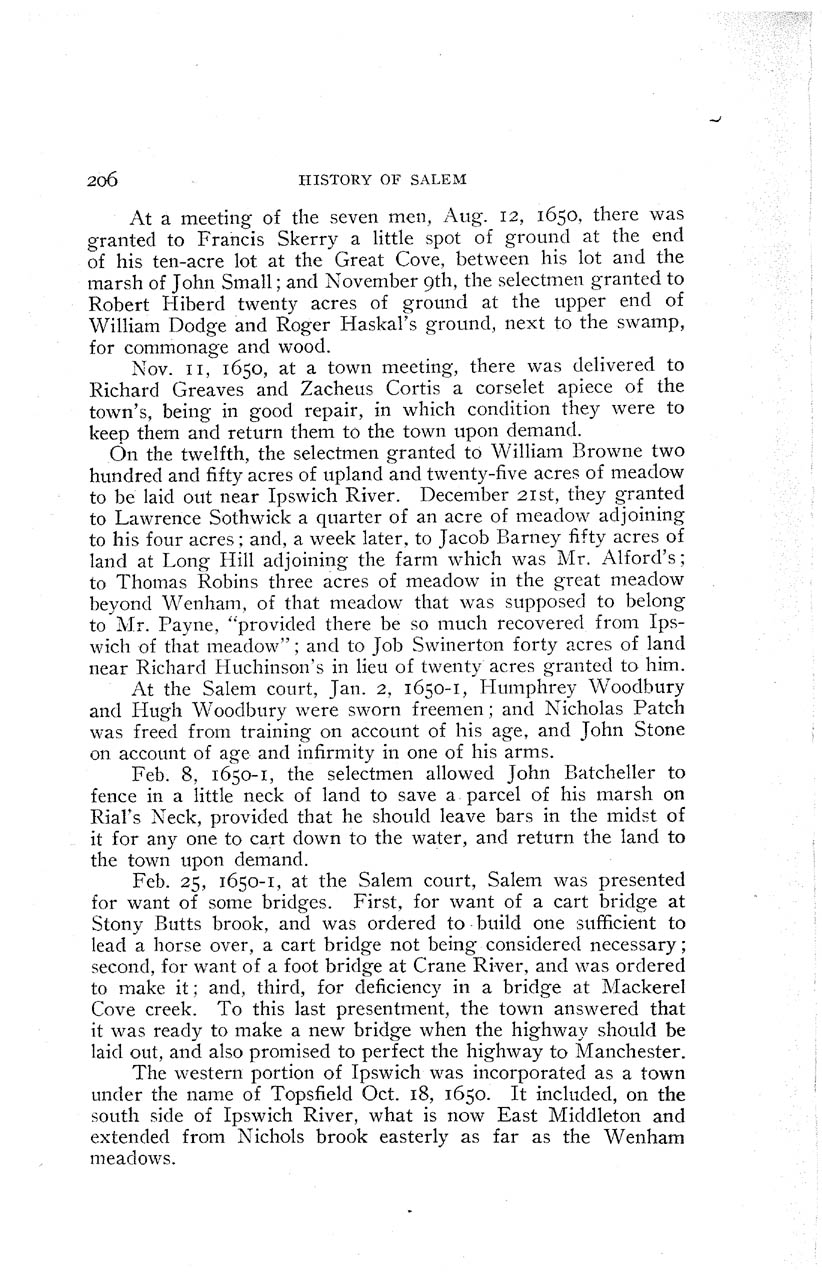 206 HISTORY OF SALEM
At a meeting of the seven men, Aug. 12, 1650, there was
granted to Francis Skerry a little spot of ground at the end
of his ten-acre lot at the Great Cove, between his lot and the
marsh of John Small; and November 9th, the selectmen granted to
Robert Hiberd twenty acres of ground at the upper end of
William Dodge and Roger Haskal's ground, next to the swamp,
for commonage and wood.
Nov. 11, 1650, at a town meeting, there was delivered to
Richard Greaves and Zacheus Cortis a corselet apiece of the
town's, being in good repair, in which condition they were to
keep them and return them to the town upon demand.
On the twelfth, the selectmen granted to William Browne two
hundred and fifty acres of upland and twenty-five acres of meadow
to be laid out near Ipswich River. December 21st, they granted
to Lawrence Sothwick a quarter of an acre of meadow adjoining
to his four acres; and, a week later, to Jacob Barney fifty acres of
land at Long Hill adjoining the farm which was Mr. Alford's;
to Thomas Robins three acres of meadow in the great meadow
beyond Wenham, of that meadow that was supposed to belong
to Mr. Payne, "provided there be so much recovered from Ips-
wich of that meadow"; and to Job Swinerton forty acres of land
near Richard Huchinson's in lieu of twenty acres granted to him.
At the Salem court, Jan. 2, 1650-1, Humphrey Woodbury
and Hugh Woodbury were sworn freemen; and Nicholas Patch
was freed from training on account of his age, and John Stone
on account of age and infirmity in one of his arms.
Feb. 8, 1650-1, the selectmen allowed John Batcheller to
fence in a little neck of land to save a parcel of his marsh on
Rial's Neck, provided that he should leave bars in the midst of
it for any one to cart down to the water, and return the land to
the town upon demand.
Feb. 25, 1650-1, at the Salem court, Salem was presented
for want of some bridges. First, for want of a cart bridge at
Stony Butts brook, and was ordered to build one sufficient to
lead a horse over, a cart bridge not being considered necessary;
second, for want of a foot bridge at Crane River, and was ordered
to make it; and, third, for deficiency in a bridge at Mackerel
Cove creek. To this last presentment, the town answered that
it was ready to make a new bridge when the highway should be
laid out, and also promised to perfect the highway to Manchester.
The western portion of Ipswich was incorporated as a town
under the name of Topsfield Oct. 18, 1650. It included, on the
south side of Ipswich River, what is now East Middleton and
extended from Nichols brook easterly as far as the Wenham
meadows.